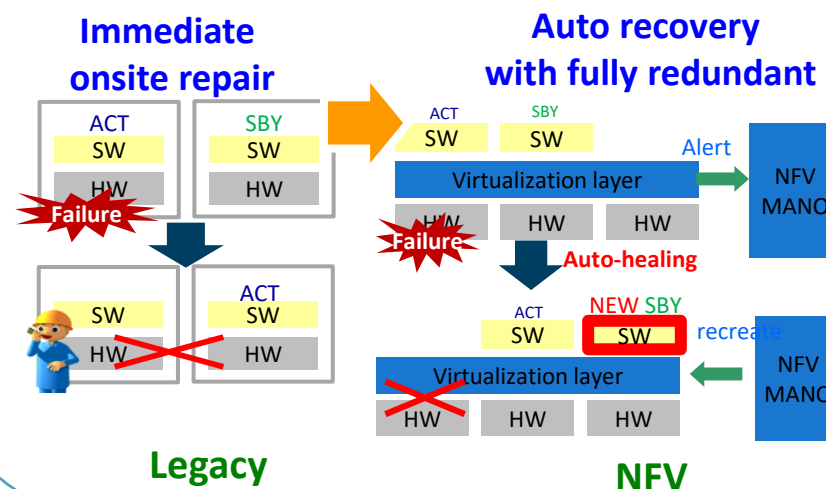 Immediate
onsite repair
ACT
SW
HW
Failure
SBY
SW
HW
SW
HW
ACT
SW
HW
Legacy
Auto recovery
with fully redundant
ACT
SW
SBY
SW
Alert
Virtualization layer
NFV
MANO
HW
HW
HW
Failure
Auto-healing
ACT
SW
NEW SBY
SW
recreate
Virtualization layer
NFV
MANO
HW
HW
HW
NFV